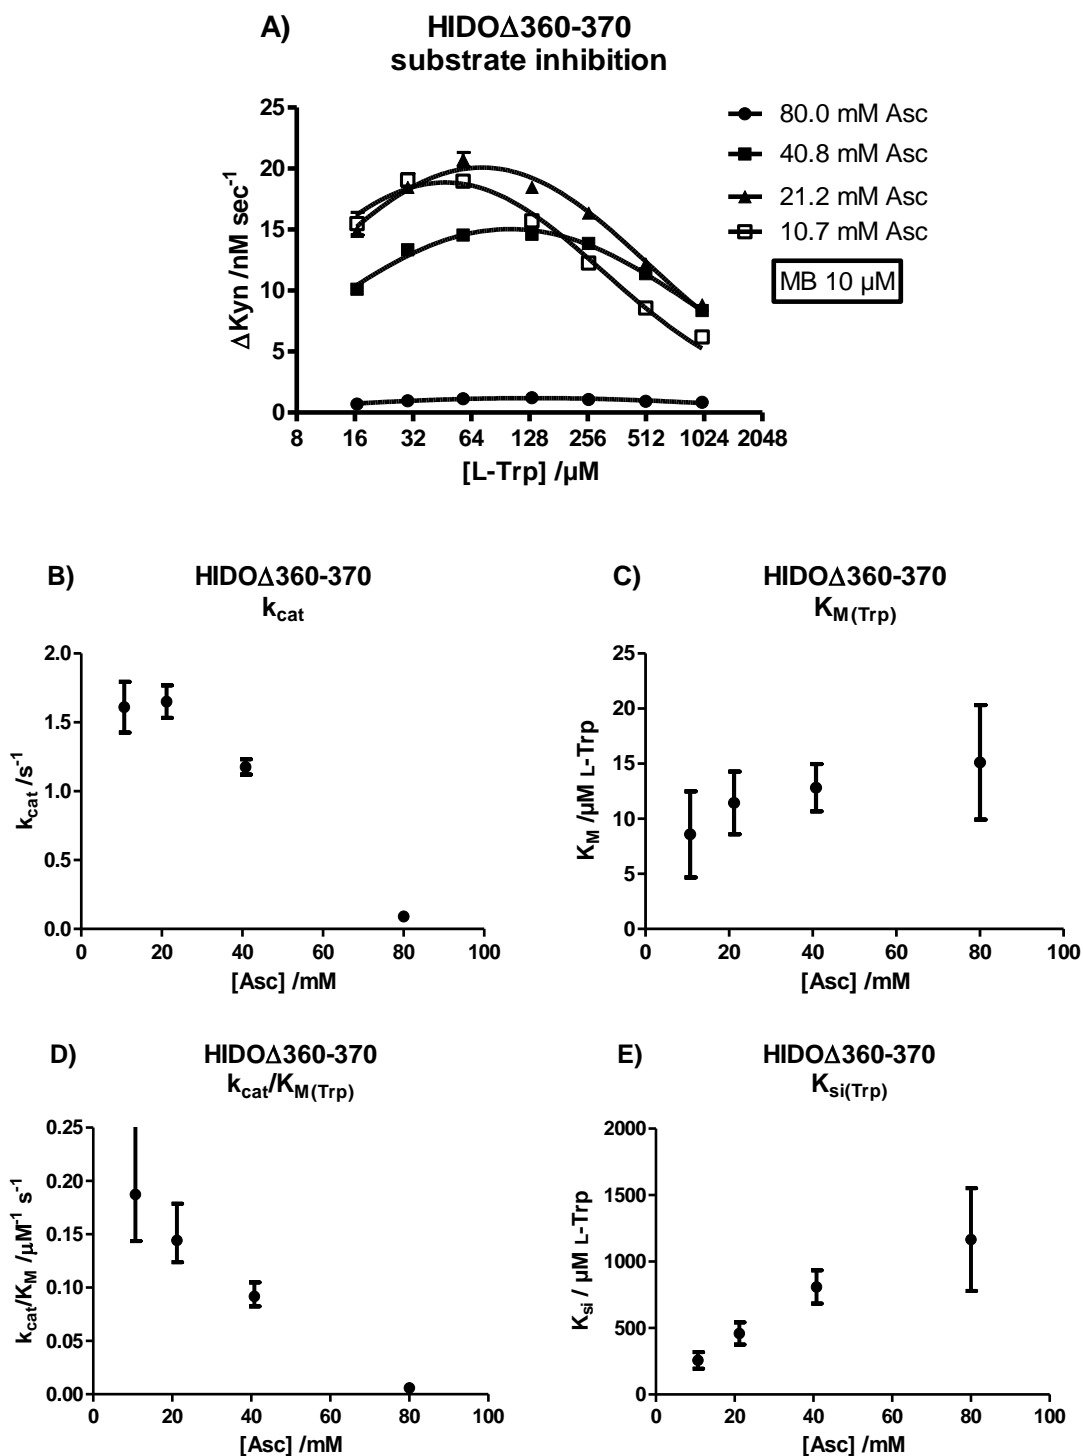 A)
HIDOΔ360-370
substrate inhibition
ΔKyn /nM sec⁻¹
25
20
15
10
5
0
8 16 32 64 128 256 512 1024 2048
[L-Trp] /µM
80.0 mM Asc
40.8 mM Asc
21.2 mM Asc
10.7 mM Asc
MB 10 µM
B)
HIDOΔ360-370
kcat
kcat /s⁻¹
2.0
1.5
1.0
0.5
0.0
0 20 40 60 80 100
[Asc] /mM
C)
HIDOΔ360-370
KM(Trp)
KM /µM L-Trp
25
20
15
10
5
0
0 20 40 60 80 100
[Asc] /mM
D)
HIDOΔ360-370
kcat/KM(Trp)
kcat/KM /µM⁻¹ s⁻¹
0.25
0.20
0.15
0.10
0.05
0.00
0 20 40 60 80 100
[Asc] /mM
E)
HIDOΔ360-370
Ksi(Trp)
Ksi / µM L-Trp
2000
1500
1000
500
0
0 20 40 60 80 100
[Asc] /mM